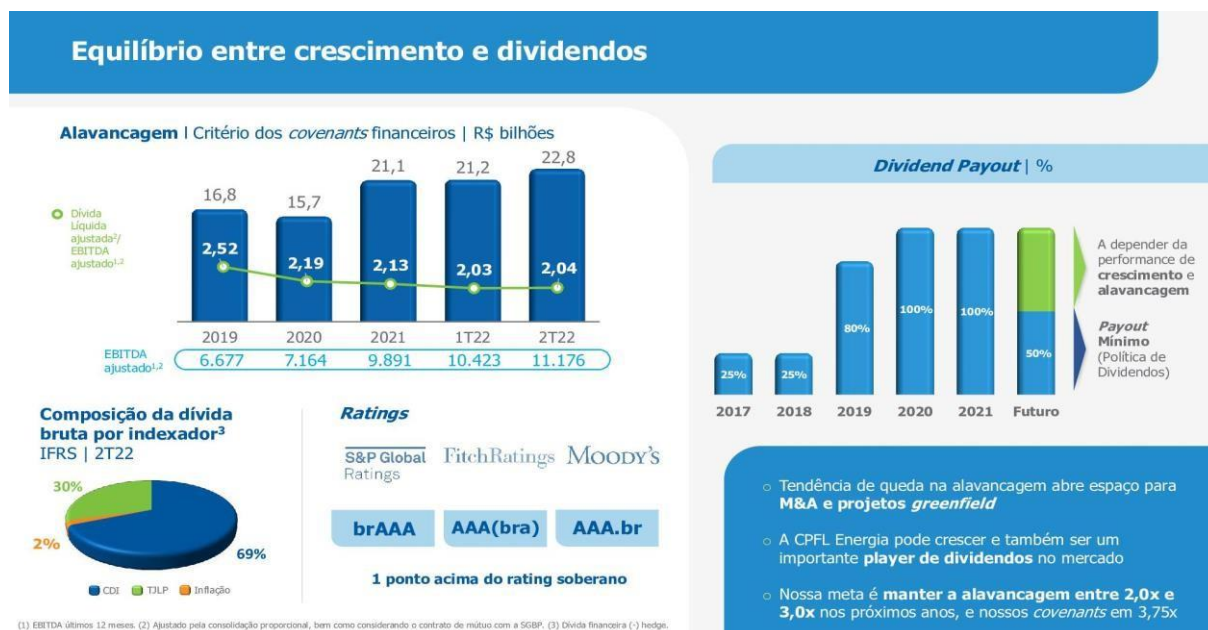 Equilíbrio entre crescimento e dividendos
Alavancagem | Critério dos covenants financeiros | R$ bilhões
Dívida
Líquida
ajustada²/
EBITDA
ajustado¹,²
16,8
15,7
21,1
21,2
22,8
2,52
2,19
2,13
2,03
2,04
2019
2020
2021
1T22
2T22
EBITDA
ajustado¹,²
6.677
7.164
9.891
10.423
11.176
Composição da dívida
bruta por indexador³
IFRS | 2T22
30%
2%
69%
CDI
TJLP
Inflação
Ratings
S&P Global
Ratings
FitchRatings
MOODY'S
brAAA
AAA(bra)
AAA.br
1 ponto acima do rating soberano
Dividend Payout | %
25%
25%
80%
100%
100%
50%
2017
2018
2019
2020
2021
Futuro
A depender da
performance de
crescimento e
alavancagem
Payout
Mínimo
(Política de
Dividendos)
○ Tendência de queda na alavancagem abre espaço para
M&A e projetos greenfield
○ A CPFL Energia pode crescer e também ser um
importante player de dividendos no mercado
○ Nossa meta é manter a alavancagem entre 2,0x e
3,0x nos próximos anos, e nossos covenants em 3,75x
(1) EBITDA últimos 12 meses. (2) Ajustado pela consolidação proporcional, bem como considerando o contrato de mútuo com a SGBP. (3) Dívida financeira (-) hedge.